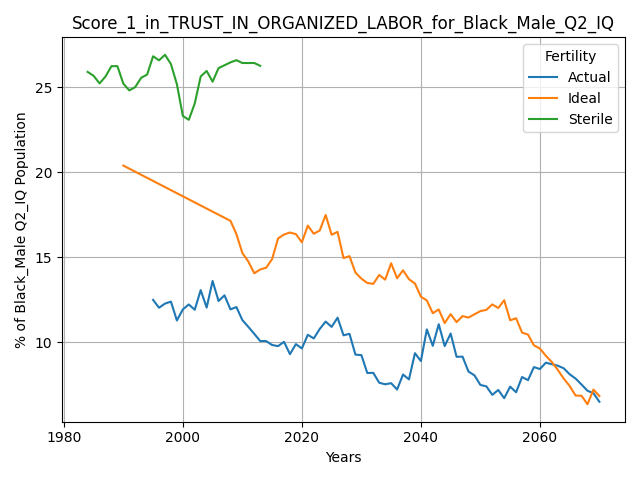 Score_1_in_TRUST_IN_ORGANIZED_LABOR_for_Black_Male_Q2_IQ
Fertility
Actual
Ideal
Sterile
% of Black_Male Q2_IQ Population
25
20
15
10
1980
2000
2020
2040
2060
Years